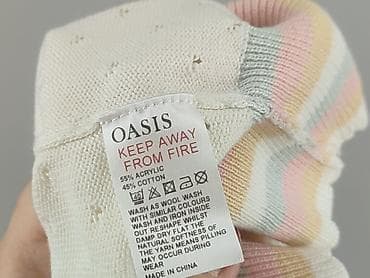 OASIS
KEEP AWAY
FROM FIRE
55% ACRYLIC
45% COTTON
WASH AS WOOL WASH
WITH SIMILAR COLOURS
WASH AND IRON INSIDE
OUT RESHAPE WHILST
DAMP DRY FLAT THE
NATURAL SOFTNESS OF
THE YARN MEANS PILLING
MAY OCCUR DURING
WEAR
MADE IN CHINA